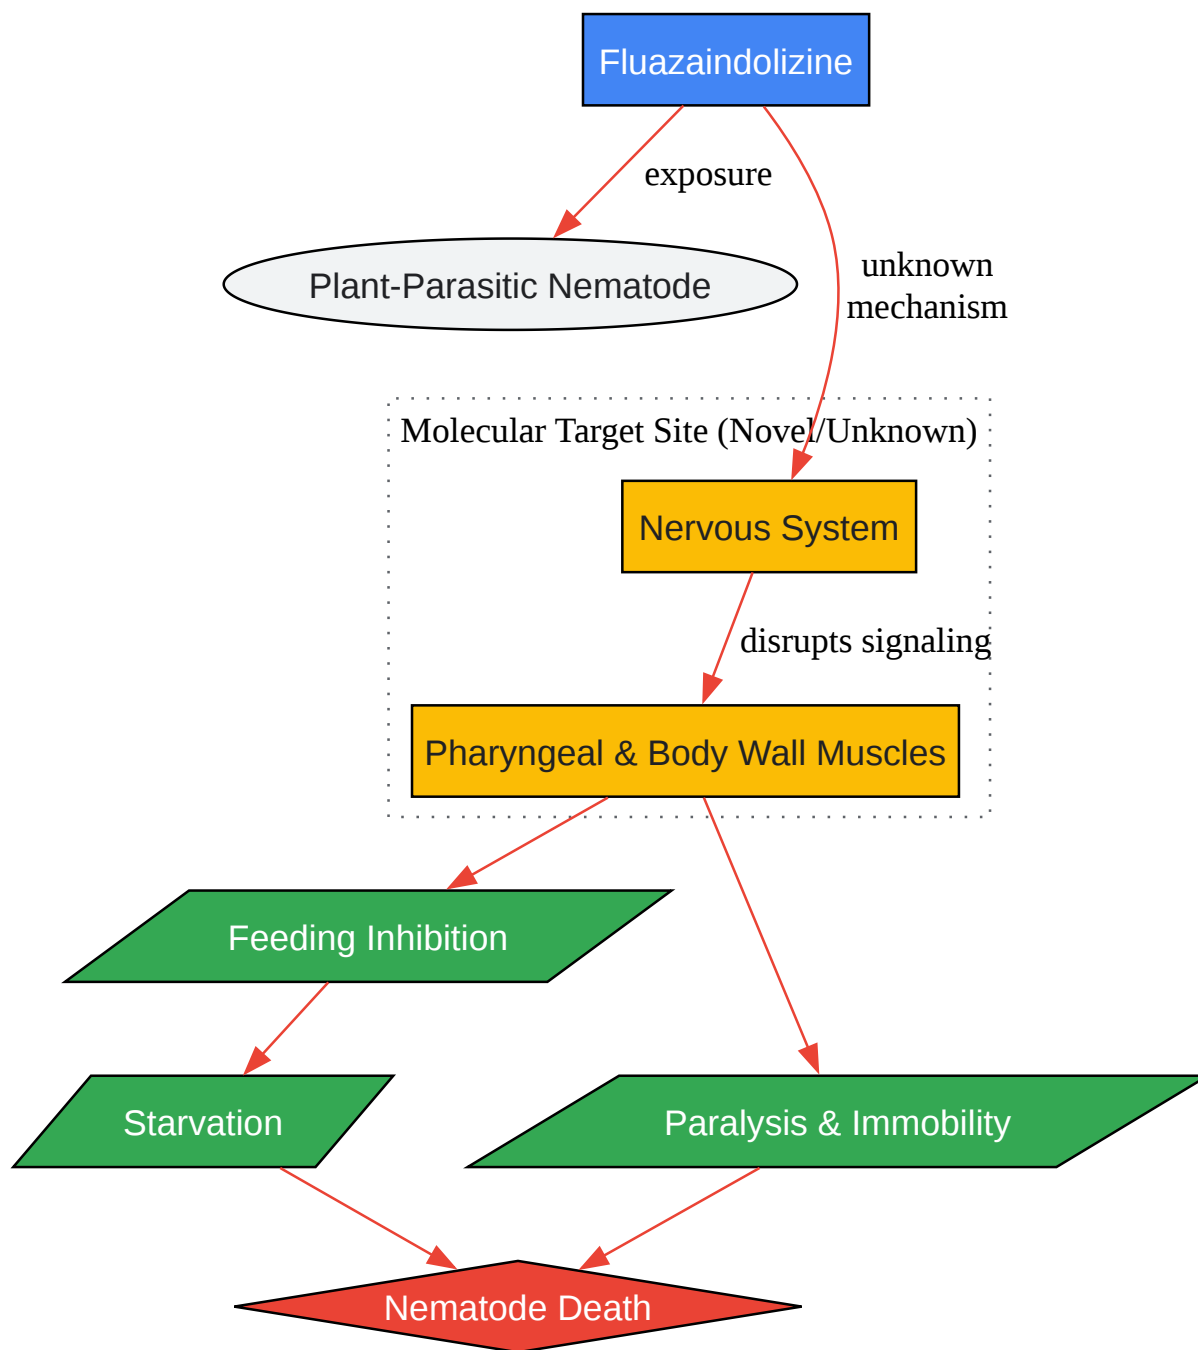 Fluazaindolizine
exposure
Plant-Parasitic Nematode
unknown
mechanism
Molecular Target Site (Novel/Unknown)
Nervous System
disrupts signaling
Pharyngeal & Body Wall Muscles
Feeding Inhibition
Starvation
Paralysis & Immobility
Nematode Death